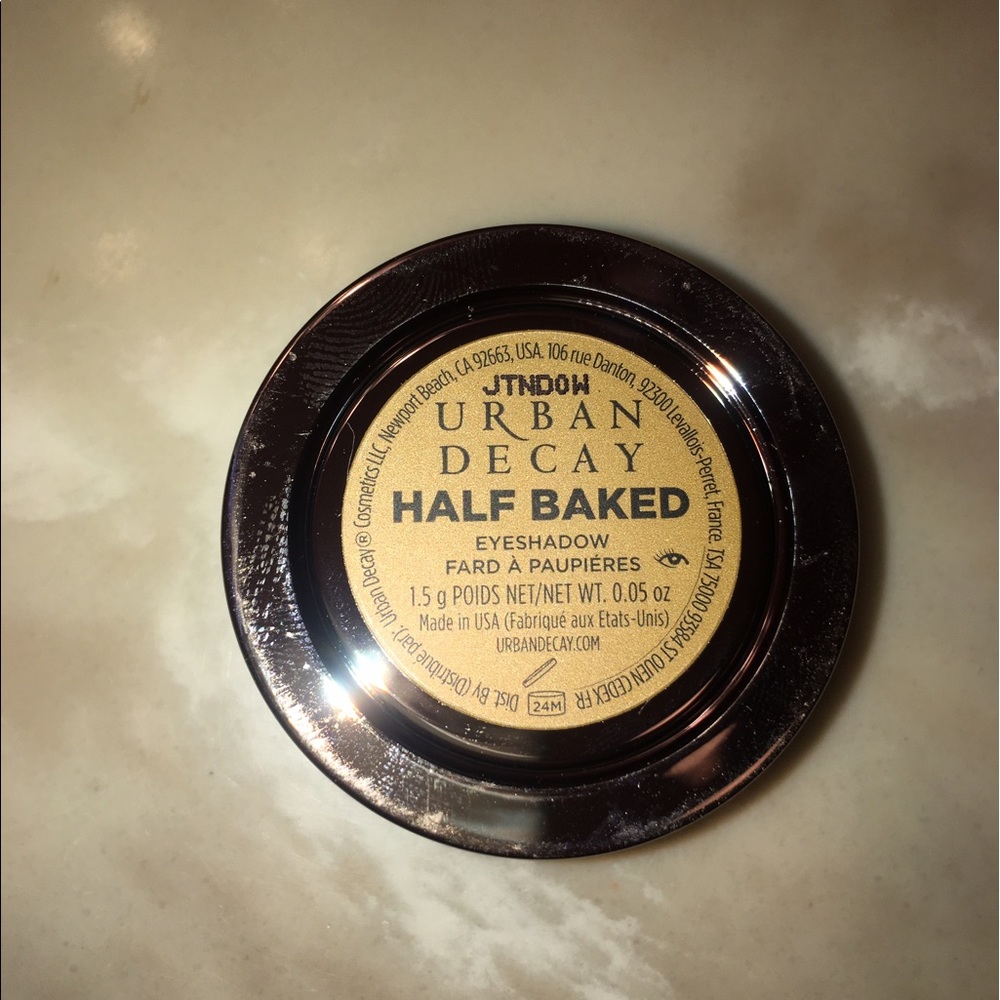 JTNDOW
URBAN
DECAY
HALF BAKED
EYESHADOW
FARD À PAUPIÉRES
1.5 g POIDS NET/NET WT. 0.05 oz
Made in USA (Fabriqué aux Etats-Unis)
URBANDECAY.COM
24M
Dist. By (Distribué par). Urban Decay® Cosmetics LLC, Newport Beach, CA 92663, USA. 106 rue Danton, 92300 Levallois-Perret, France. TSA 75000 93584 ST OUEN CEDEX FR